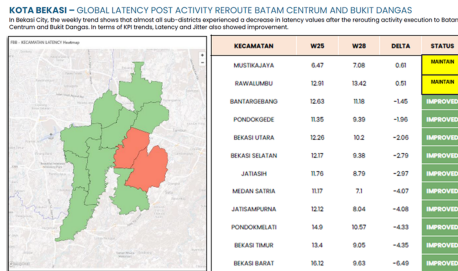 KOTA BEKASI – GLOBAL LATENCY POST ACTIVITY REROUTE BATAM CENTRUM AND BUKIT DANGAS
In Bekasi City, the weekly trend shows that almost all sub-districts experienced a decrease in latency values after the rerouting activity execution to Batam
Centrum and Bukit Dangas. In terms of KPI trends, Latency and Jitter also showed improvement.
KECAMATAN LATENCY Heatmap
KECAMATAN W25 W28 DELTA STATUS
MUSTIKAJAYA 6.47 7.08 0.61 MAINTAIN
RAWALUMBU 12.91 13.42 0.51 MAINTAIN
BANTARGEBANG 12.63 11.18 -1.45 IMPROVED
PONDOKGEDE 11.35 9.39 -1.96 IMPROVED
BEKASI UTARA 12.26 10.2 -2.06 IMPROVED
BEKASI SELATAN 12.17 9.38 -2.79 IMPROVED
JATIASIH 11.76 8.79 -2.97 IMPROVED
MEDAN SATRIA 11.17 7.1 -4.07 IMPROVED
JATISAMPURNA 12.12 8.04 -4.08 IMPROVED
PONDOKMELATI 14.9 10.57 -4.33 IMPROVED
BEKASI TIMUR 13.4 9.05 -4.35 IMPROVED
BEKASI BARAT 16.12 9.63 -6.49 IMPROVED